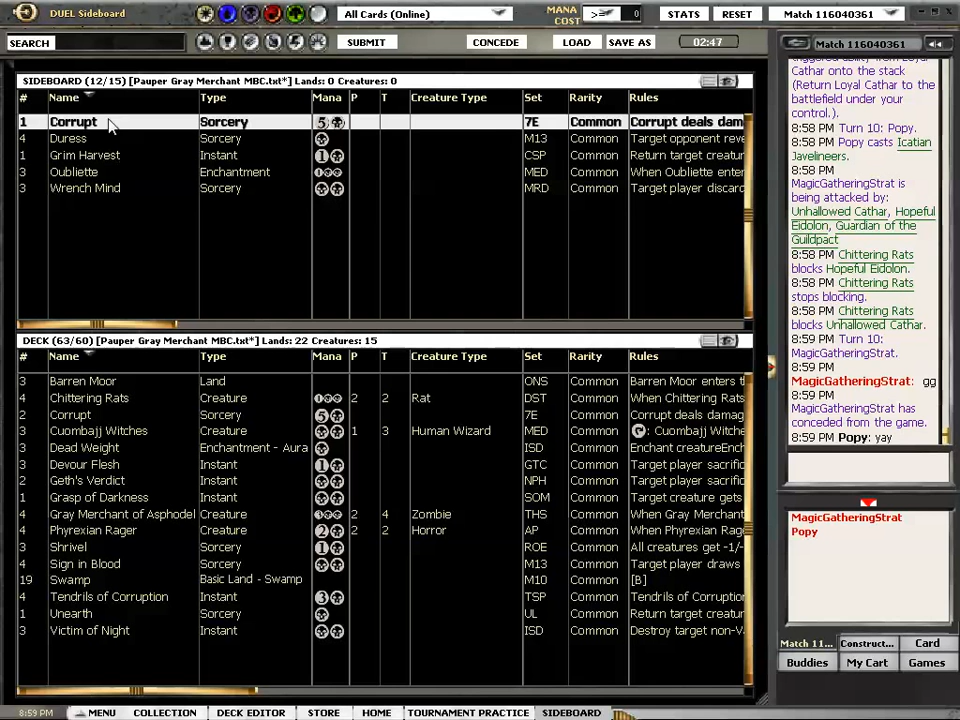 DUEL Sideboard
All Cards (Online)
MANA COST
>=
0
STATS
RESET
Match 116040361
SEARCH
SUBMIT
CONCEDE
LOAD
SAVE AS
02:47
SIDEBOARD (12/15) [Pauper Gray Merchant MBC.txt*] Lands: 0 Creatures: 0
# Name Type Mana P T Creature Type Set Rarity Rules
1 Corrupt Sorcery 5 7E Common Corrupt deals dam
4 Duress Sorcery M13 Common Target opponent reve
1 Grim Harvest Instant 1 CSP Common Return target creatur
3 Oubliette Enchantment 1 MED Common When Oubliette enter
3 Wrench Mind Sorcery MRD Common Target player discard
DECK (63/60) [Pauper Gray Merchant MBC.txt*] Lands: 22 Creatures: 15
# Name Type Mana P T Creature Type Set Rarity Rules
3 Barren Moor Land ONS Common Barren Moor enters t
4 Chittering Rats Creature 1 2 2 Rat DST Common When Chittering Rats
2 Corrupt Sorcery 5 7E Common Corrupt deals damag
3 Cuombajj Witches Creature 1 3 Human Wizard MED Common : Cuombajj Witche
3 Dead Weight Enchantment - Aura ISD Common Enchant creatureEnch
3 Devour Flesh Instant 1 GTC Common Target player sacrific
2 Geth's Verdict Instant NPH Common Target player sacrific
1 Grasp of Darkness Instant SOM Common Target creature gets
4 Gray Merchant of Asphodel Creature 3 2 4 Zombie THS Common When Gray Merchant
4 Phyrexian Rager Creature 2 2 2 Horror AP Common When Phyrexian Rage
3 Shrivel Sorcery 1 ROE Common All creatures get -1/-
4 Sign in Blood Sorcery M13 Common Target player draws
19 Swamp Basic Land - Swamp M10 Common [B]
4 Tendrils of Corruption Instant 3 TSP Common Tendrils of Corruption
1 Unearth Sorcery UL Common Return target creature
3 Victim of Night Instant ISD Common Destroy target non-V
Match 116040361
Cathar onto the stack
(Return Loyal Cathar to the
battlefield under your
control.).
8:58 PM Turn 10: Popy.
8:58 PM Popy casts Icatian
Javelineers.
8:58 PM
MagicGatheringStrat is
being attacked by:
Unhallowed Cathar, Hopeful
Eidolon, Guardian of the
Guildpact
8:58 PM Chittering Rats
blocks Hopeful Eidolon.
8:58 PM Chittering Rats
stops blocking.
8:58 PM Chittering Rats
blocks Unhallowed Cathar.
8:59 PM Turn 10:
MagicGatheringStrat.
8:59 PM
MagicGatheringStrat: gg
8:59 PM
MagicGatheringStrat has
conceded from the game.
8:59 PM Popy: yay
MagicGatheringStrat
Popy
Match 11...
Construct...
Card
Buddies
My Cart
Games
8:59 PM
MENU
COLLECTION
DECK EDITOR
STORE
HOME
TOURNAMENT PRACTICE
SIDEBOARD